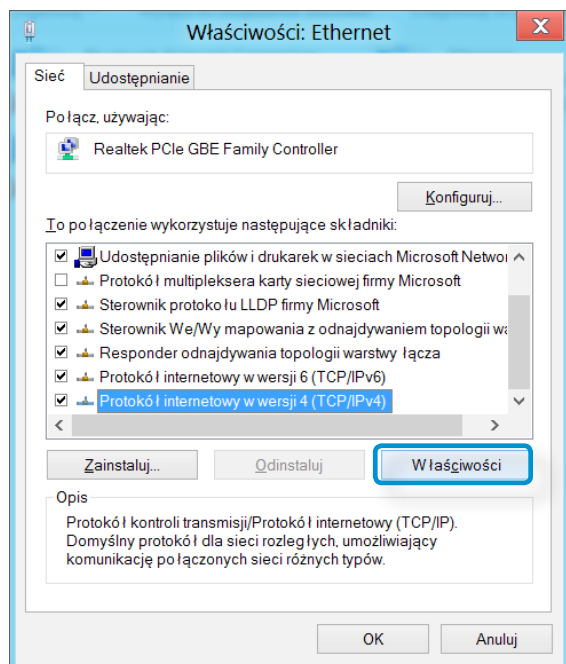 Właściwości: Ethernet
X
Sieć
Udostępnianie
Połącz, używając:
Realtek PCIe GBE Family Controller
Konfiguruj...
To połączenie wykorzystuje następujące składniki:
Udostępnianie plików i drukarek w sieciach Microsoft Networ
Protokół multipleksera karty sieciowej firmy Microsoft
Sterownik protokołu LLDP firmy Microsoft
Sterownik We/Wy mapowania z odnajdywaniem topologii wa
Responder odnajdywania topologii warstwy łącza
Protokół internetowy w wersji 6 (TCP/IPv6)
Protokół internetowy w wersji 4 (TCP/IPv4)
Zainstaluj...
Odinstaluj
Właściwości
Opis
Protokół kontroli transmisji/Protokół internetowy (TCP/IP).
Domyślny protokół dla sieci rozległych, umożliwiający
komunikację połączonych sieci różnych typów.
OK
Anuluj